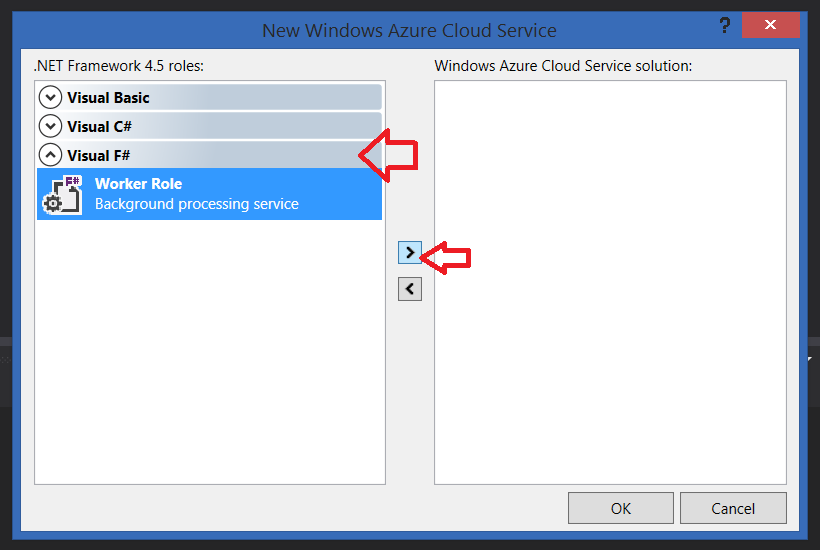 New Windows Azure Cloud Service
?
.NET Framework 4.5 roles:
Windows Azure Cloud Service solution:
Visual Basic
Visual C#
Visual F#
F#
Worker Role
Background processing service
OK
Cancel